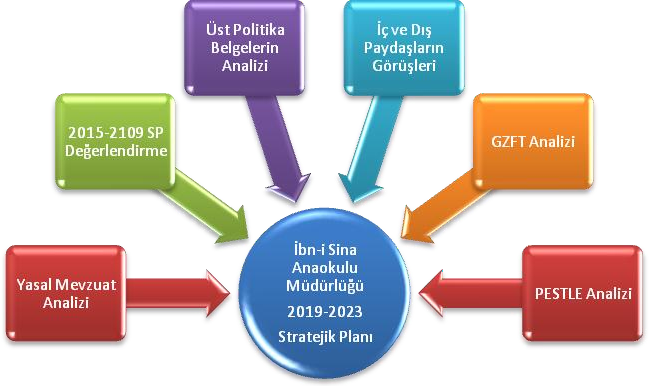 Üst Politika
Belgelerin
Analizi
İç ve Dış
Paydaşların
Görüşleri
2015-2109 SP
Değerlendirme
GZFT Analizi
Yasal Mevzuat
Analizi
İbn-i Sina
Anaokulu
Müdürlüğü
2019-2023
Stratejik Planı
PESTLE Analizi